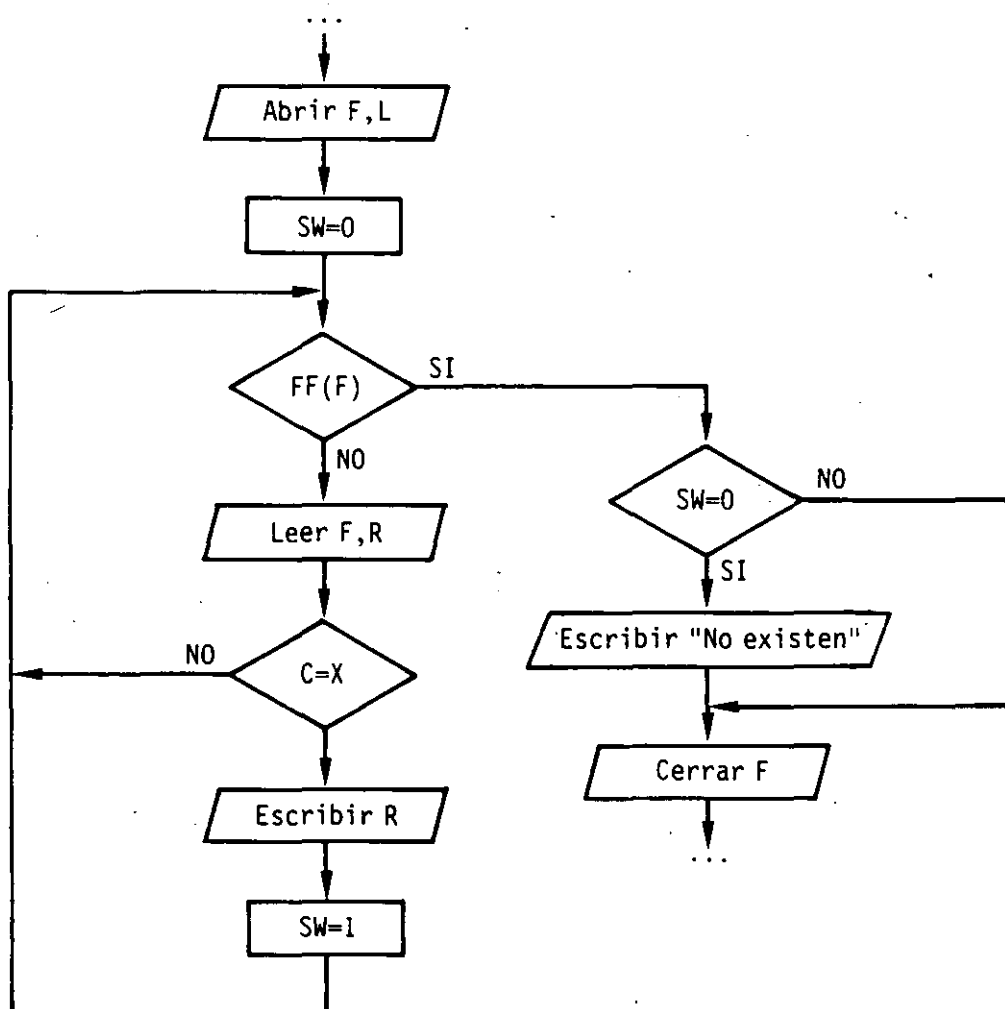 ...
Abrir F,L
SW=0
FF(F)
SI
NO
Leer F,R
C=X
NO
Escribir R
SW=1
SW=0
NO
SI
Escribir "No existen"
Cerrar F
...